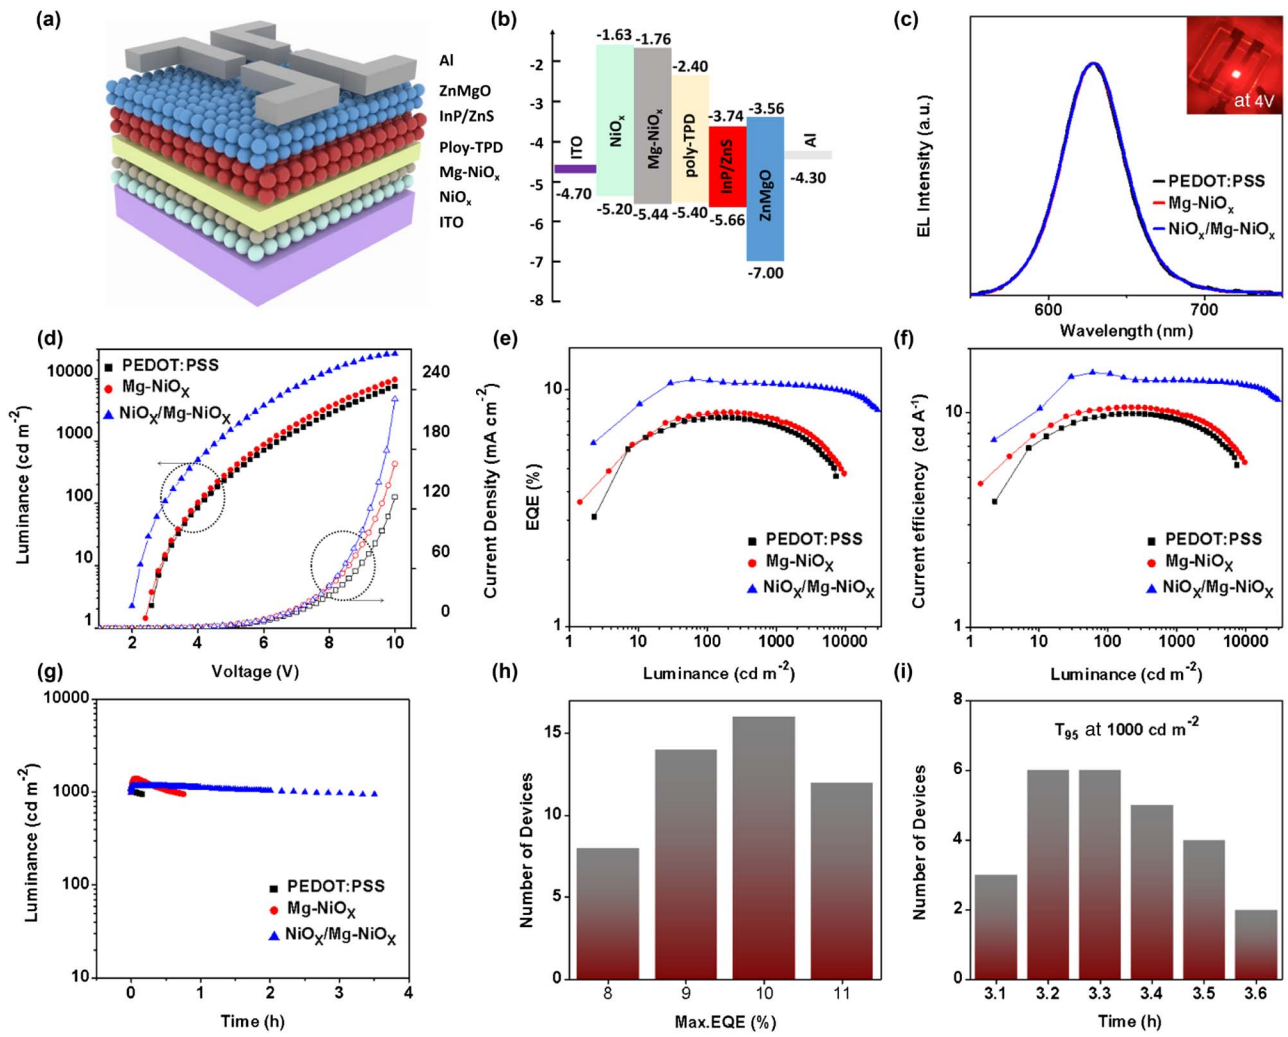 (a)
Al
ZnMgO
InP/ZnS
Ploy-TPD
Mg-NiOx
NiOx
ITO
(b)
-2
-3
-4
-5
-6
-7
-8
ITO
-4.70
-1.63
NiOx
-5.20
-1.76
Mg-NiOx
-5.44
-2.40
poly-TPD
-5.40
-3.74
InP/ZnS
-5.66
-3.56
ZnMgO
-7.00
Al
-4.30
(c)
EL Intensity (a.u.)
at 4V
PEDOT:PSS
Mg-NiOx
NiOx/Mg-NiOx
600 700
Wavelength (nm)
(d)
Luminance (cd m-2)
10000
1000
100
10
1
PEDOT:PSS
Mg-NiOX
NiOX/Mg-NiOX
240
180
120
60
0
Current Density (mA cm-2)
2 4 6 8 10
Voltage (V)
(e)
EQE (%)
10
1
PEDOT:PSS
Mg-NiOX
NiOX/Mg-NiOX
1 10 100 1000 10000
Luminance (cd m-2)
(f)
Current efficiency (cd A-1)
10
1
PEDOT:PSS
Mg-NiOX
NiOX/Mg-NiOX
1 10 100 1000 10000
Luminance (cd m-2)
(g)
Luminance (cd m-2)
10000
1000
100
10
PEDOT:PSS
Mg-NiOX
NiOX/Mg-NiOX
0 1 2 3 4
Time (h)
(h)
Number of Devices
15
10
5
0
8 9 10 11
Max.EQE (%)
(i)
Number of Devices
8
6
4
2
0
T95 at 1000 cd m-2
3.1 3.2 3.3 3.4 3.5 3.6
Time (h)